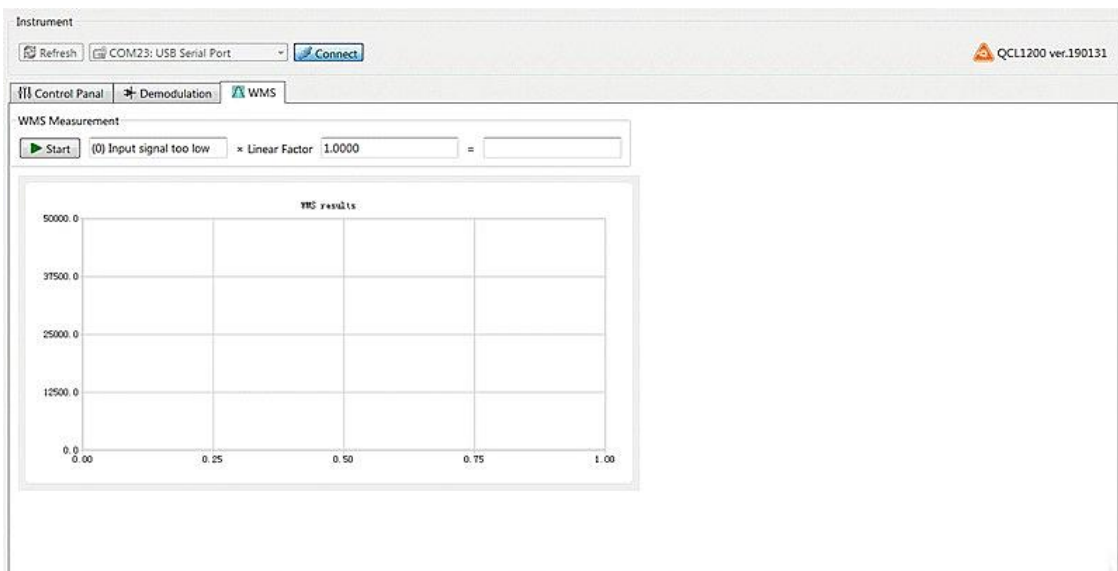 Instrument
Refresh COM23: USB Serial Port Connect QCL1200 ver.190131
Control Panal Demodulation WMS
WMS Measurement
Start (0) Input signal too low × Linear Factor 1.0000 =
WMS results
50000.0
37500.0
25000.0
12500.0
0.0
0.00 0.25 0.50 0.75 1.00